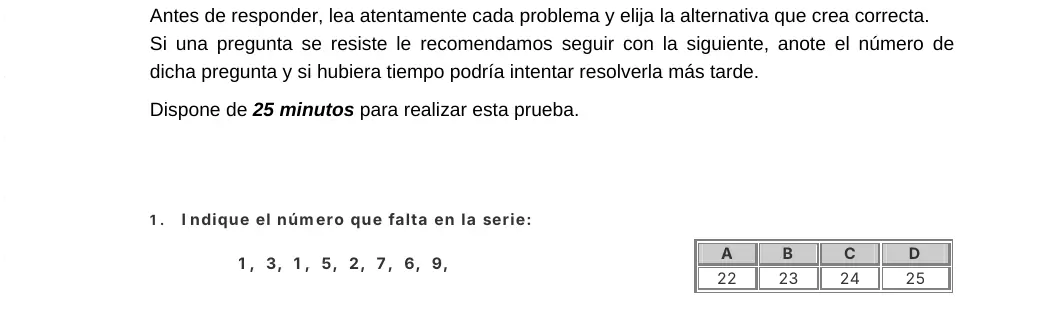 Antes de responder, lea atentamente cada problema y elija la alternativa que crea correcta.
Si una pregunta se resiste le recomendamos seguir con la siguiente, anote el número de
dicha pregunta y si hubiera tiempo podría intentar resolverla más tarde.
Dispone de 25 minutos para realizar esta prueba.
1. Indique el número que falta en la serie:
1, 3, 1, 5, 2, 7, 6, 9,
A B C D
22 23 24 25